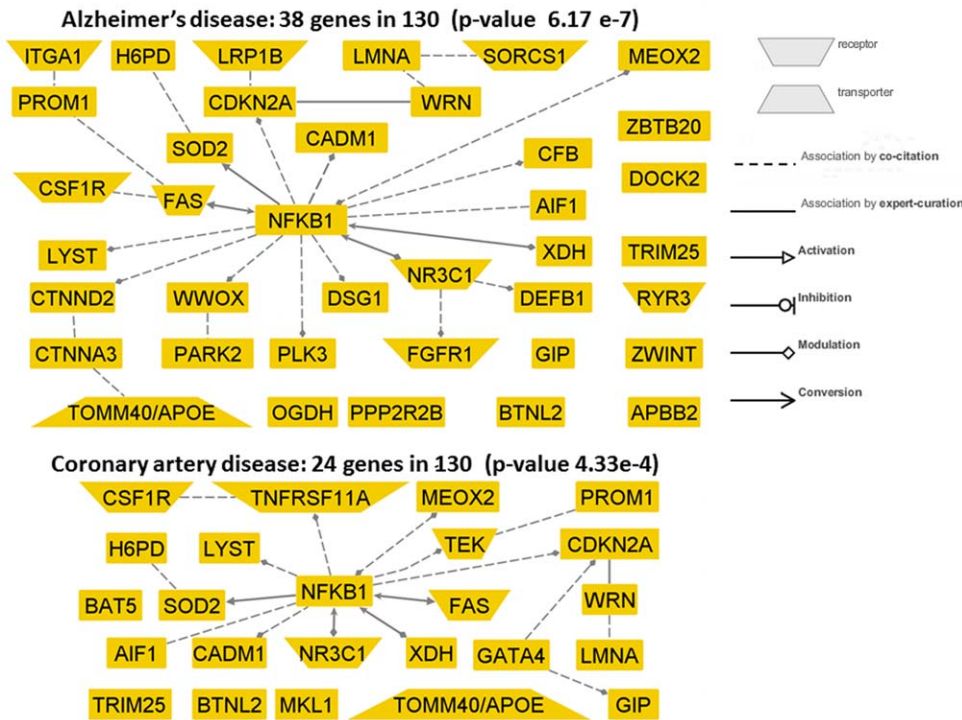 Alzheimer's disease: 38 genes in 130 (p-value 6.17 e-7)
ITGA1 H6PD LRP1B LMNA SORCS1 MEOX2
PROM1 CDKN2A WRN
ZBTB20
SOD2 CADM1 CFB
DOCK2
CSF1R FAS AIF1
NFKB1
LYST XDH TRIM25
NR3C1
CTNND2 WWOX DSG1 DEFB1 RYR3
CTNNA3 PARK2 PLK3 FGFR1 GIP ZWINT
TOMM40/APOE OGDH PPP2R2B BTNL2 APBB2
receptor
transporter
Association by co-citation
Association by expert-curation
Activation
Inhibition
Modulation
Conversion
Coronary artery disease: 24 genes in 130 (p-value 4.33e-4)
CSF1R TNFRSF11A MEOX2 PROM1
H6PD LYST TEK CDKN2A
NFKB1
BAT5 SOD2 FAS WRN
AIF1 CADM1 NR3C1 XDH GATA4 LMNA
TRIM25 BTNL2 MKL1 TOMM40/APOE GIP